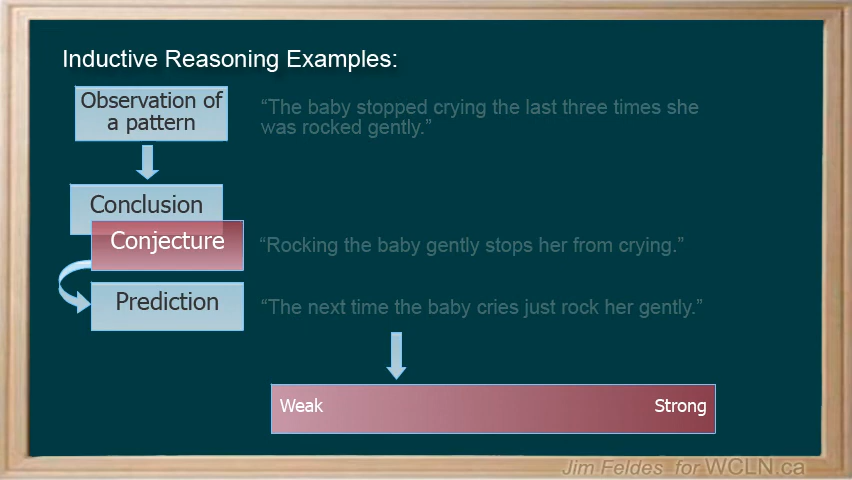 Inductive Reasoning Examples:
Observation of
a pattern
“The baby stopped crying the last three times she
was rocked gently.”
Conclusion
Conjecture
“Rocking the baby gently stops her from crying.”
Prediction
“The next time the baby cries just rock her gently.”
Weak
Strong
Jim Feldes for WCLN.ca